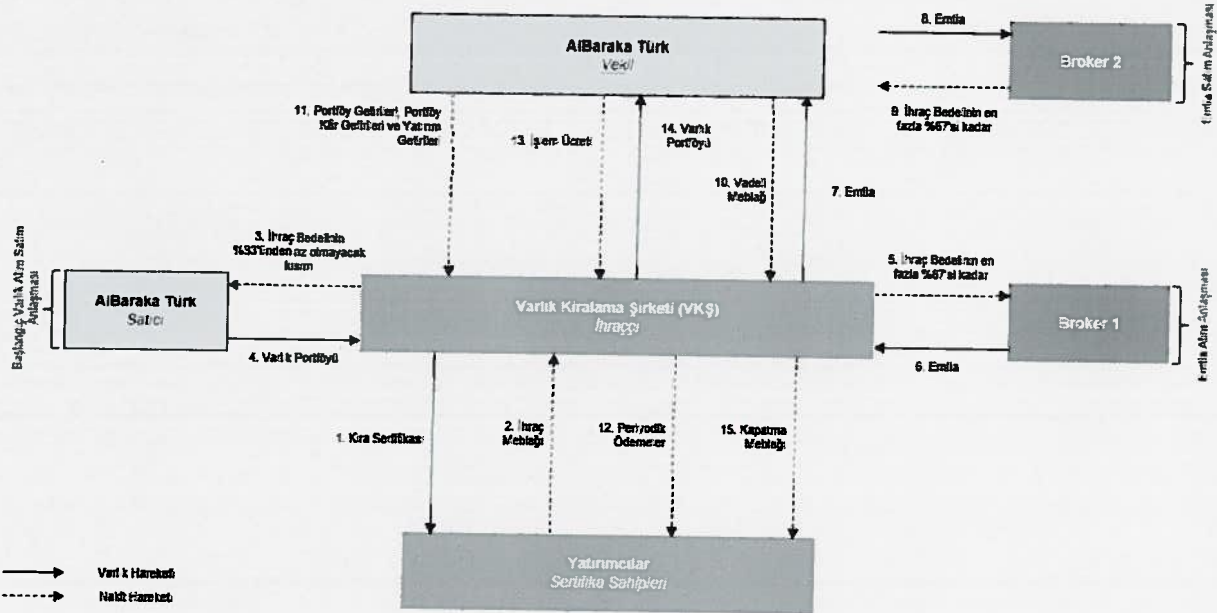 8. Emtia
AlBaraka Türk
Vekil
Broker 2
Emtia Satım Anlaşması
9. İhraç Bedelinin en
fazla %67'si kadar
11. Portföy Getirileri, Portföy
Kâr Getirileri ve Yatırım
Getirileri
13. İşlem Ücreti
14. Varlık
Portföyü
10. Vadeli
Meblağ
7. Emtia
3. İhraç Bedelinin
%33'ünden az olmayacak
kısım
5. İhraç Bedelinin en
fazla %67'si kadar
Başlangıç Varlık Alım Satım
Anlaşması
AlBaraka Türk
Satıcı
Varlık Kiralama Şirketi (VKŞ)
İhraççı
Broker 1
Emtia Alım Anlaşması
4. Varlık Portföyü
6. Emtia
1. Kira Sertifikası
2. İhraç
Meblağı
12. Periyodik
Ödemeler
15. Kapatma
Meblağı
Yatırımcılar
Sertifika Sahipleri
Varlık Hareketi
Nakit Hareketi